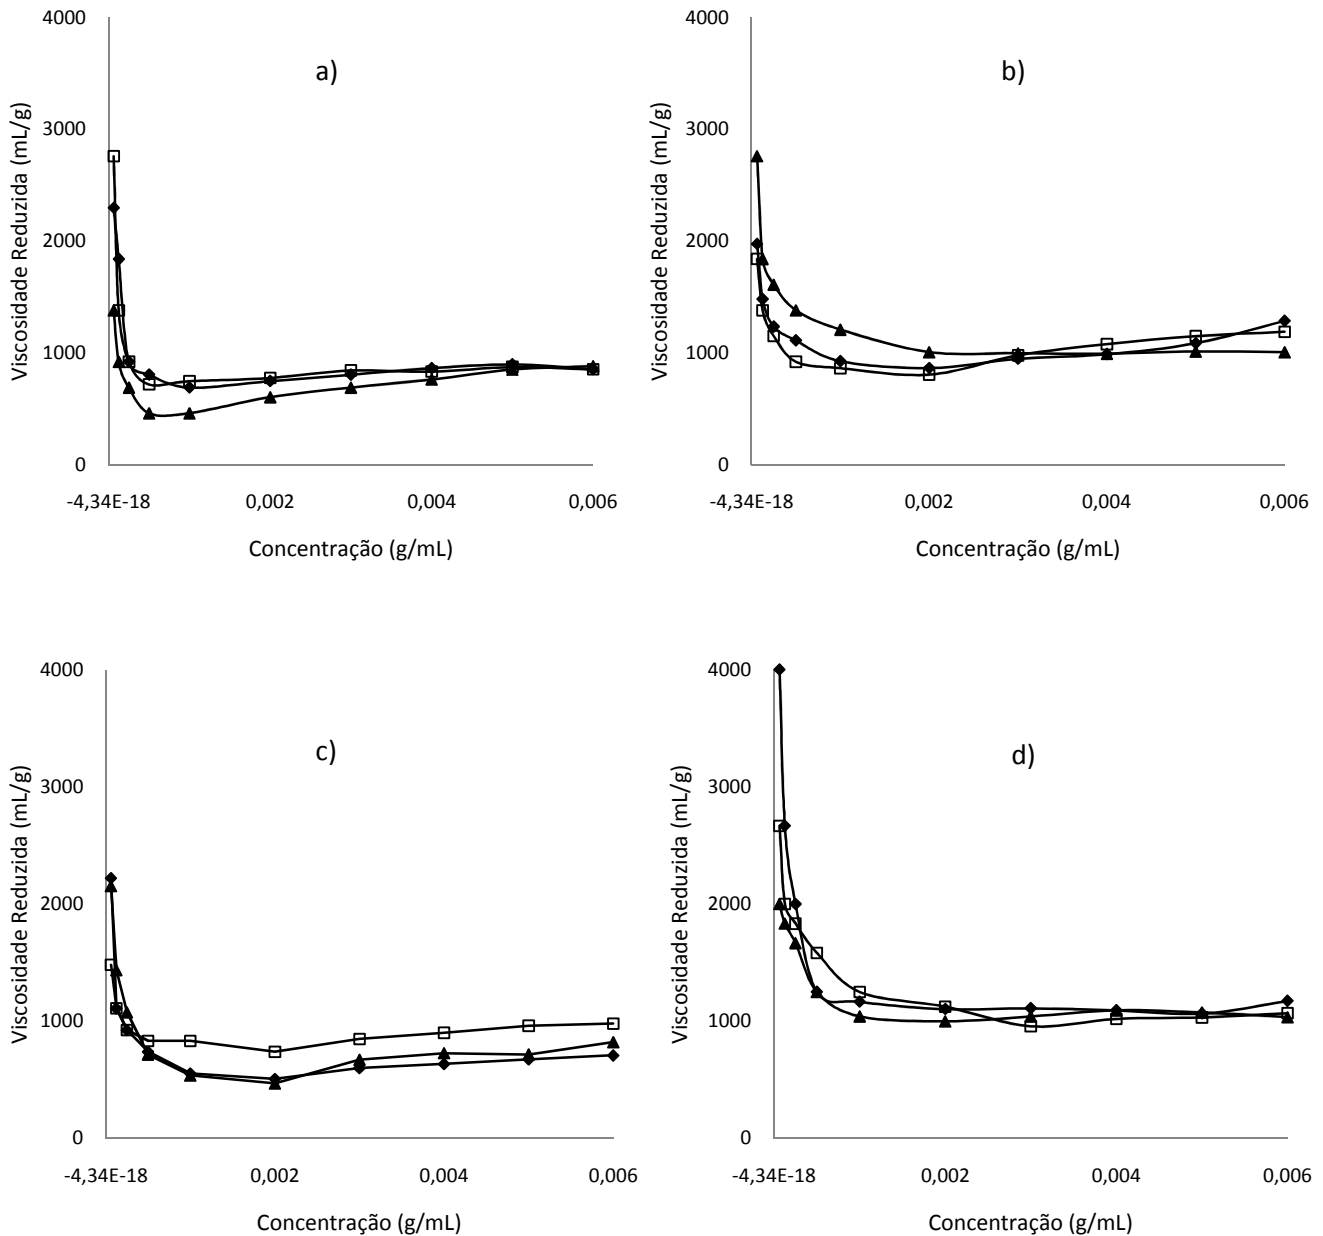 a)
Viscosidade Reduzida (mL/g)
4000
3000
2000
1000
0
-4,34E-18 0,002 0,004 0,006
Concentração (g/mL)
b)
Viscosidade Reduzida (mL/g)
4000
3000
2000
1000
0
-4,34E-18 0,002 0,004 0,006
Concentração (g/mL)
c)
Viscosidade Reduzida (mL/g)
4000
3000
2000
1000
0
-4,34E-18 0,002 0,004 0,006
Concentração (g/mL)
d)
Viscosidade Reduzida (mL/g)
4000
3000
2000
1000
0
-4,34E-18 0,002 0,004 0,006
Concentração (g/mL)